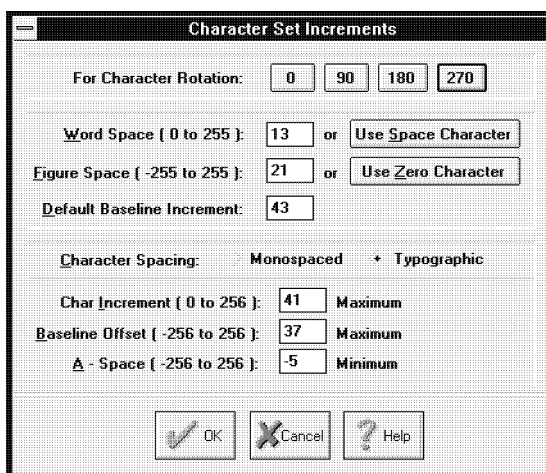 Character Set Increments
For Character Rotation: 0 90 180 270
Word Space ( 0 to 255 ): 13 or Use Space Character
Figure Space ( -255 to 255 ): 21 or Use Zero Character
Default Baseline Increment: 43
Character Spacing: Monospaced Typographic
Char Increment ( 0 to 256 ): 41 Maximum
Baseline Offset ( -256 to 256 ): 37 Maximum
A - Space ( -256 to 256 ): -5 Minimum
OK Cancel Help